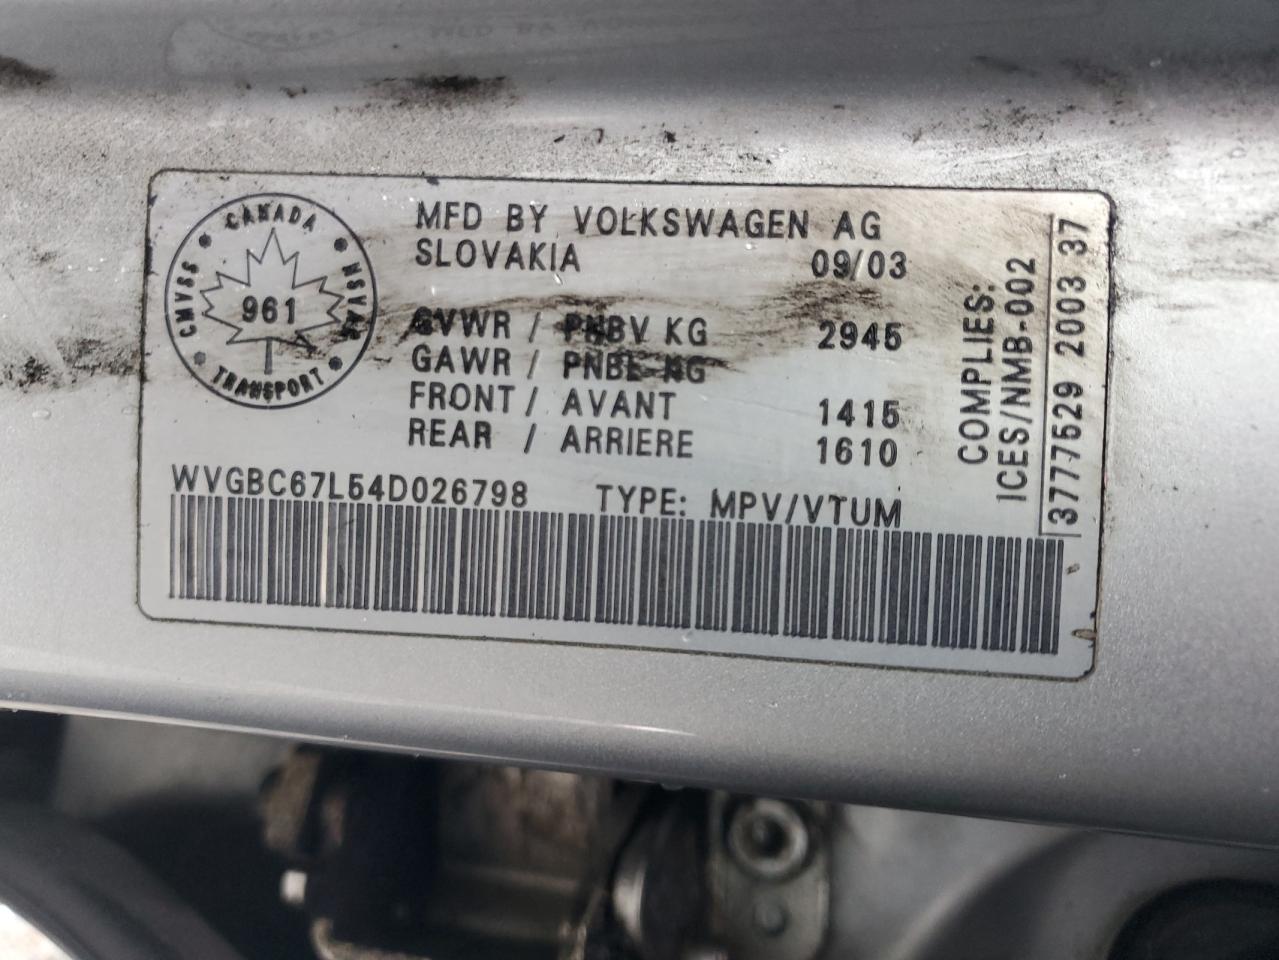 CANADA
CMVSS
NSVAC
961
TRANSPORT
MFD BY VOLKSWAGEN AG
SLOVAKIA 09/03
GVWR / PNBV KG 2945
GAWR / PNBE KG
FRONT / AVANT 1415
REAR / ARRIERE 1610
WVGBC67L54D026798 TYPE: MPV/VTUM
COMPLIES:
ICES/NMB-002
3777529 2003 37